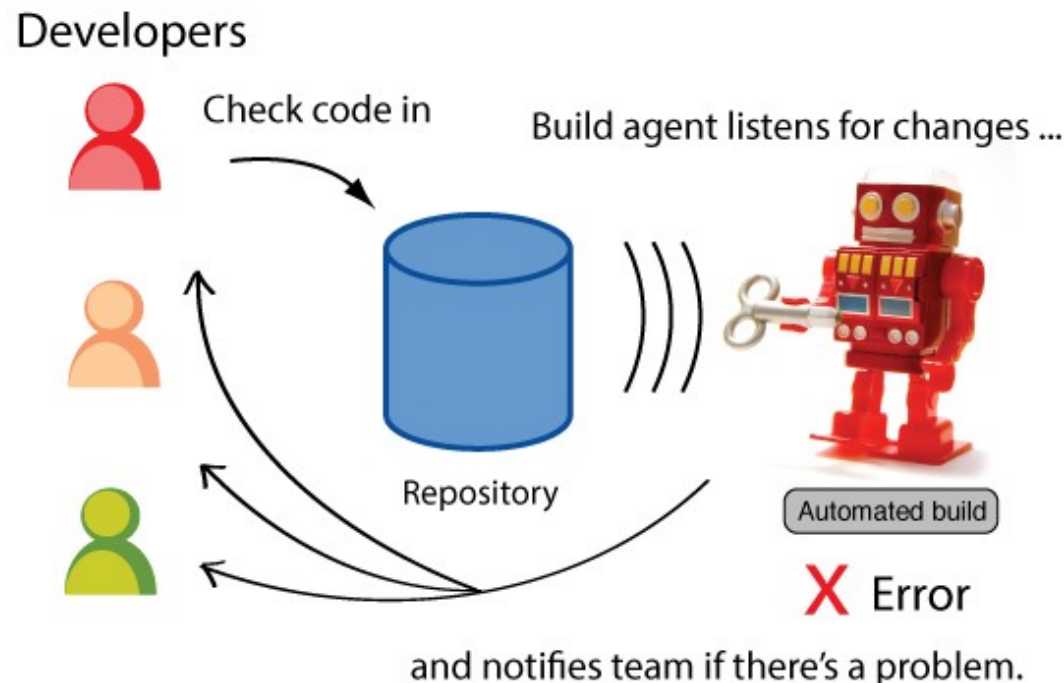 Developers
Check code in
Build agent listens for changes ...
Repository
Automated build
X Error
and notifies team if there's a problem.